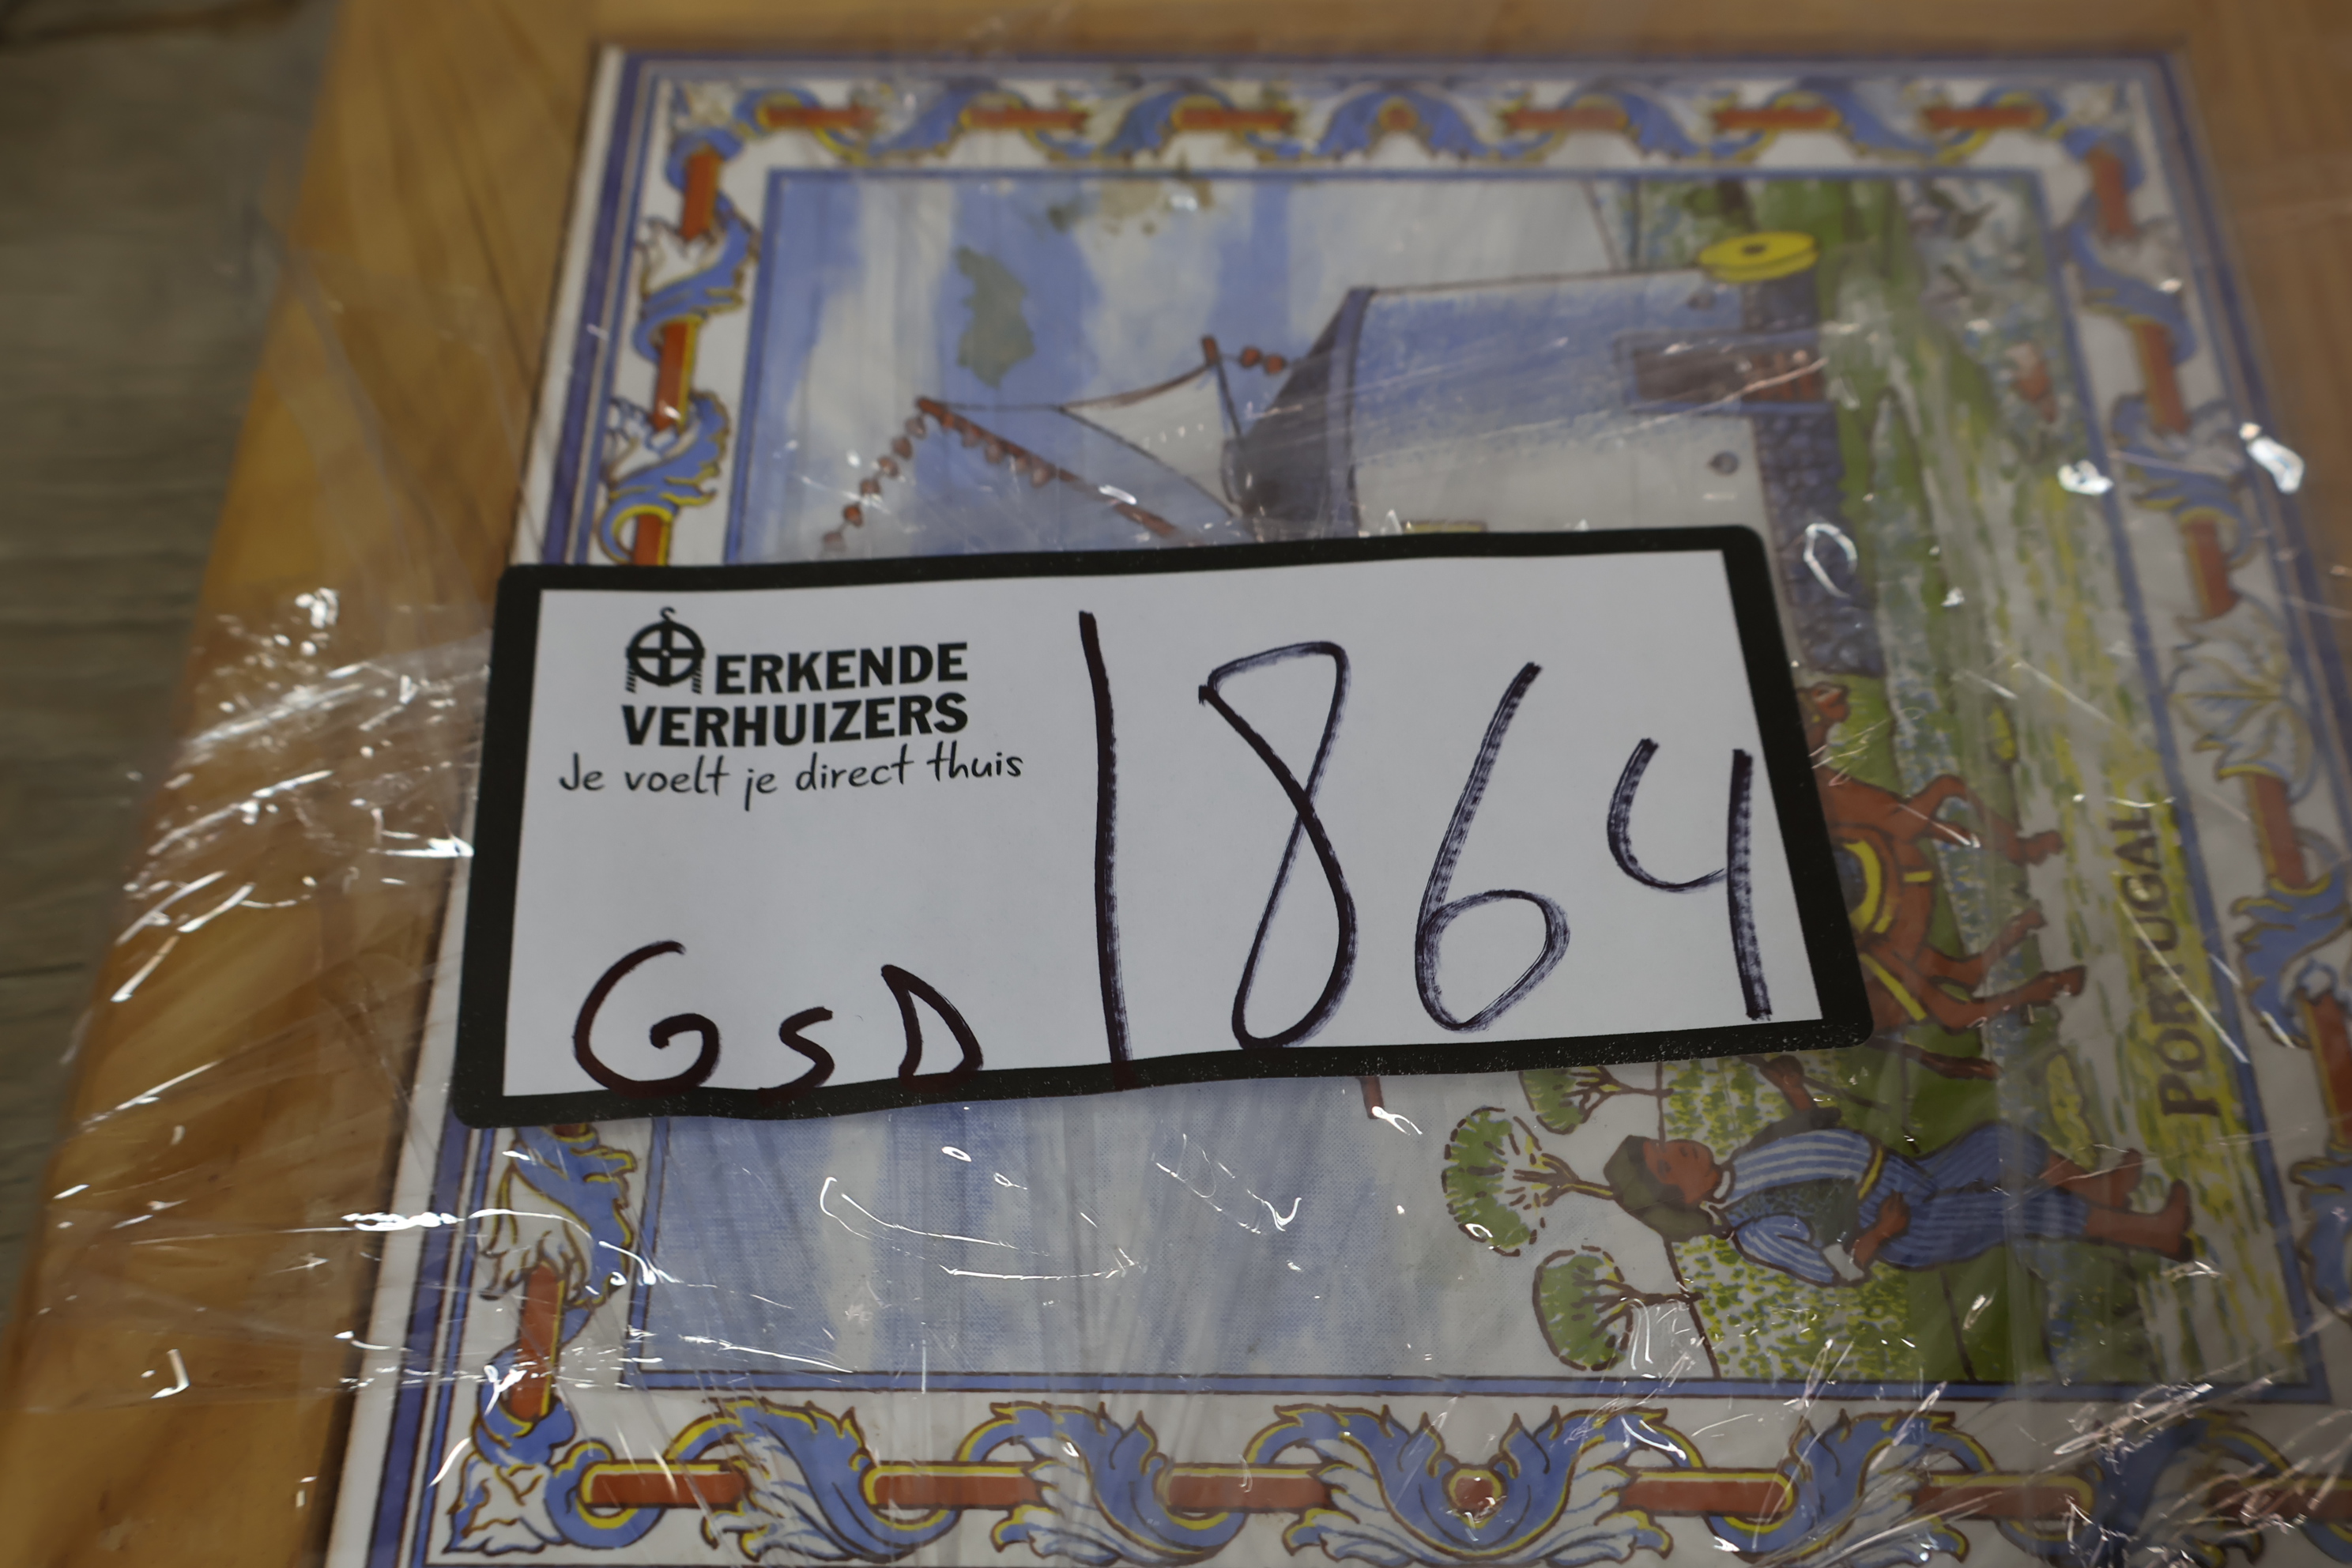 ERKENDE
VERHUIZERS
Je voelt je direct thuis
GSD 1864
PORTUGAL